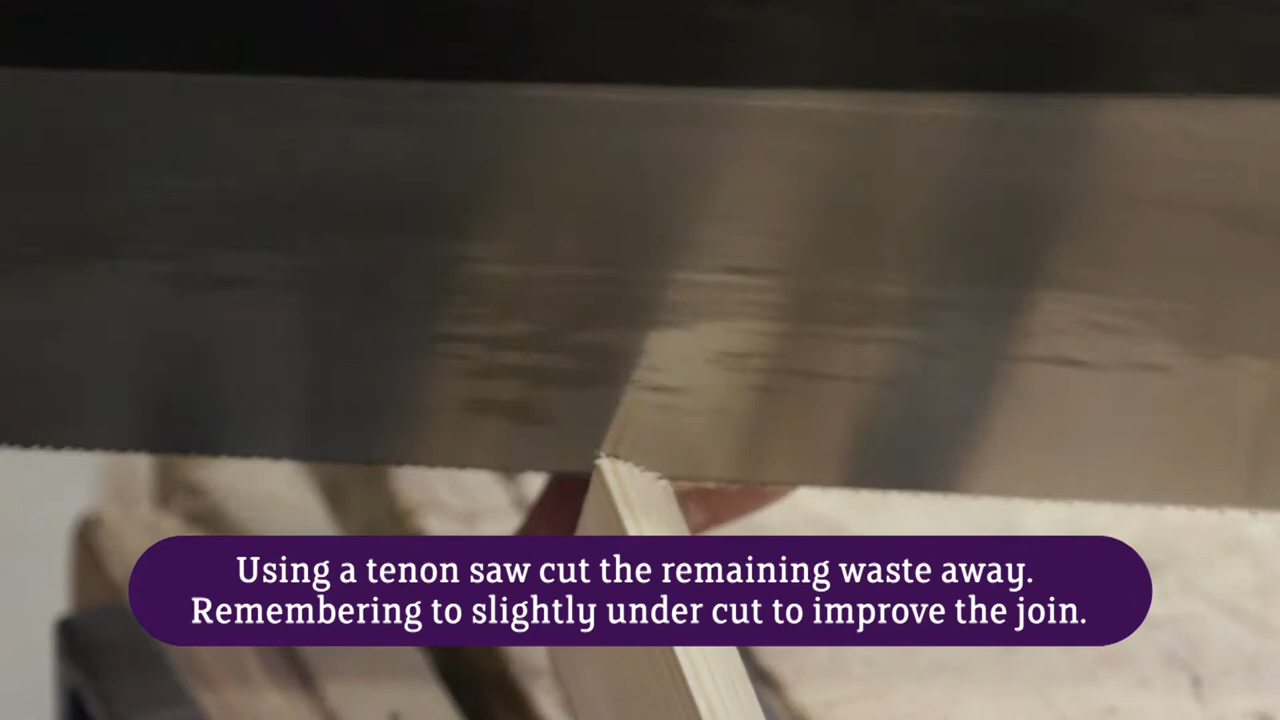 Using a tenon saw cut the remaining waste away.
Remembering to slightly under cut to improve the join.